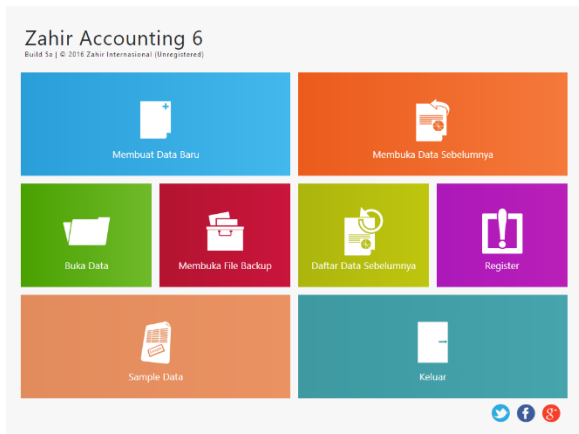 Zahir Accounting 6
Build 5a | © 2016 Zahir Internasional (Unregistered)
Membuat Data Baru
Membuka Data Sebelumnya
Buka Data
Membuka File Backup
Daftar Data Sebelumnya
Register
Sample Data
Keluar